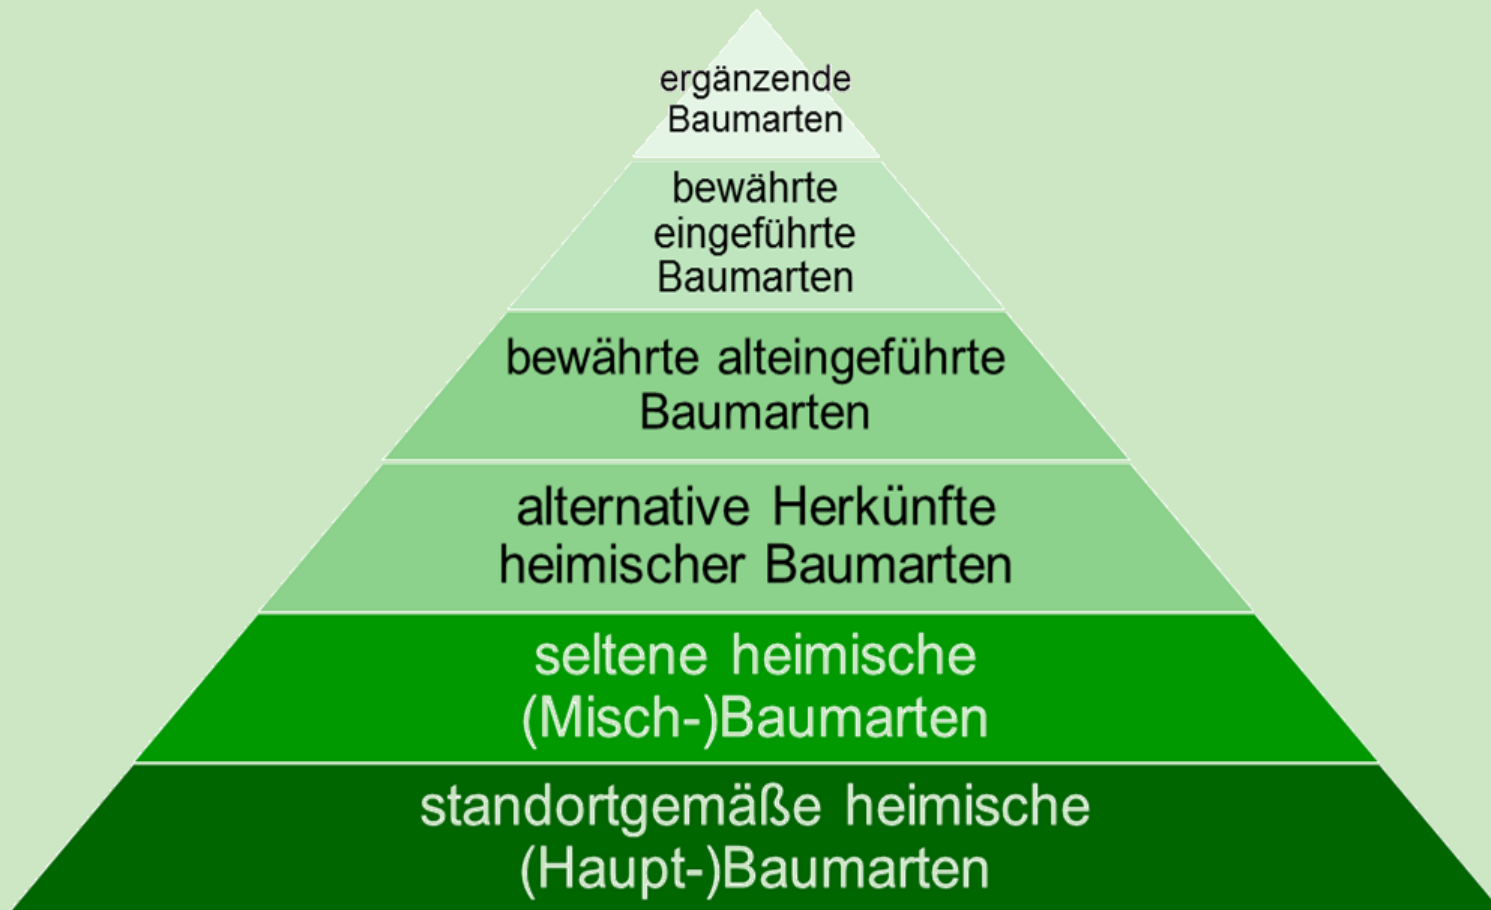 ergänzende
Baumarten
bewährte
eingeführte
Baumarten
bewährte alteingeführte
Baumarten
alternative Herkünfte
heimischer Baumarten
seltene heimische
(Misch-)Baumarten
standortgemäße heimische
(Haupt-)Baumarten